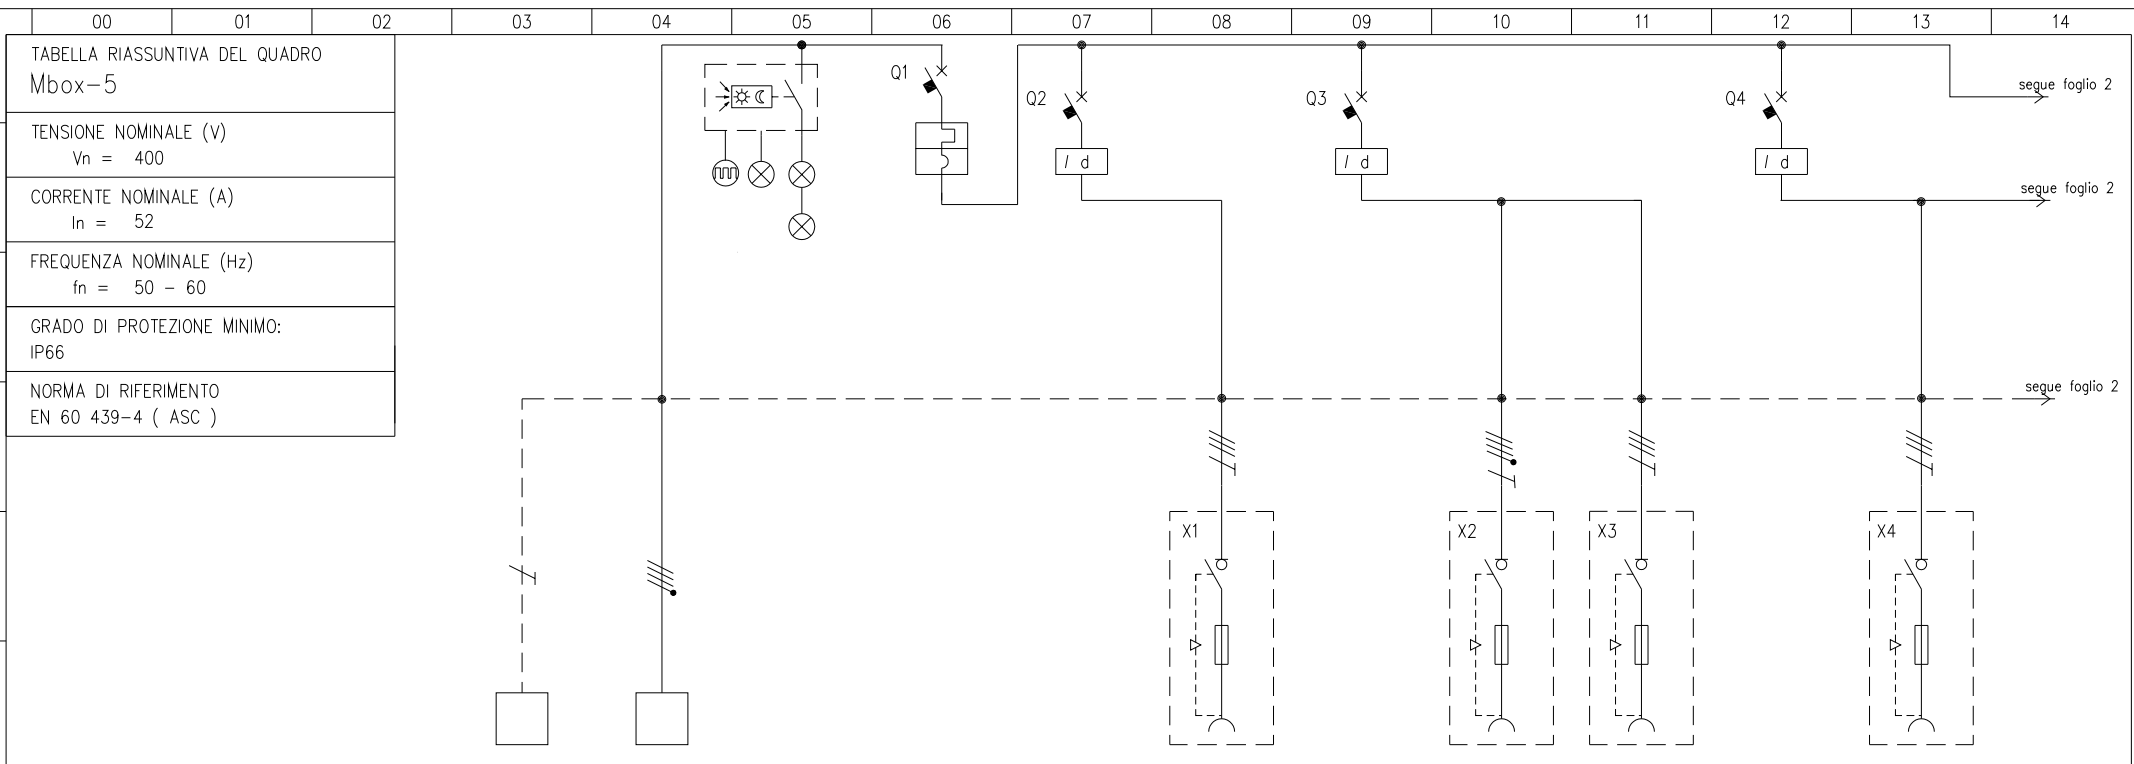 00 01 02 03 04 05 06 07 08 09 10 11 12 13 14
TABELLA RIASSUNTIVA DEL QUADRO
Mbox-5
TENSIONE NOMINALE (V)
Vn = 400
CORRENTE NOMINALE (A)
In = 52
FREQUENZA NOMINALE (Hz)
fn = 50 - 60
GRADO DI PROTEZIONE MINIMO:
IP66
NORMA DI RIFERIMENTO
EN 60 439-4 ( ASC )
Q1
Q2
Q3
Q4
I d
I d
I d
segue foglio 2
segue foglio 2
segue foglio 2
X1
X2
X3
X4